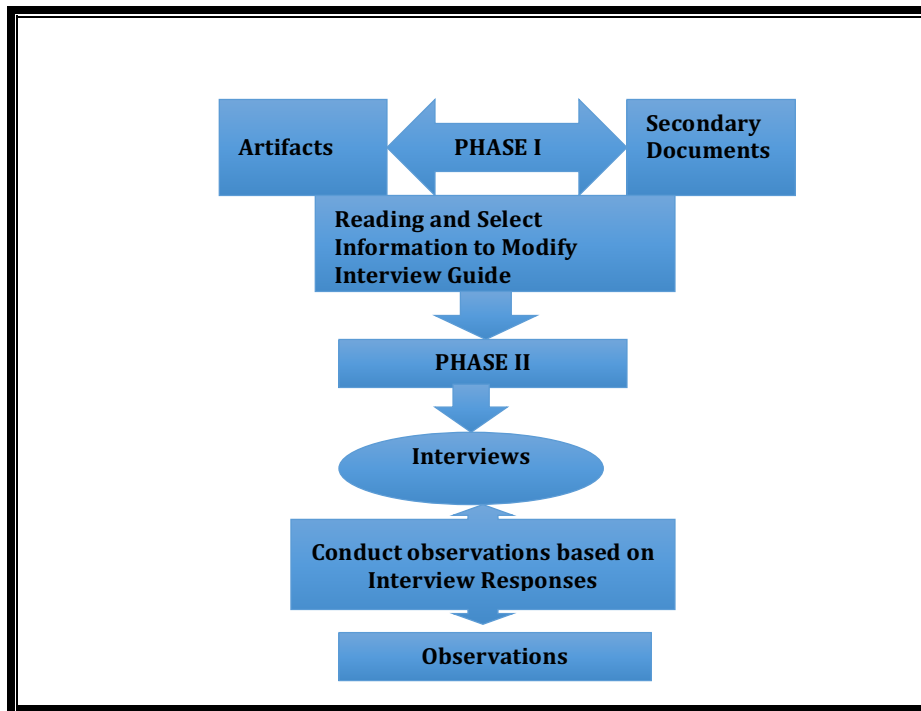 Artifacts
PHASE I
Secondary
Documents
Reading and Select
Information to Modify
Interview Guide
PHASE II
Interviews
Conduct observations based on
Interview Responses
Observations